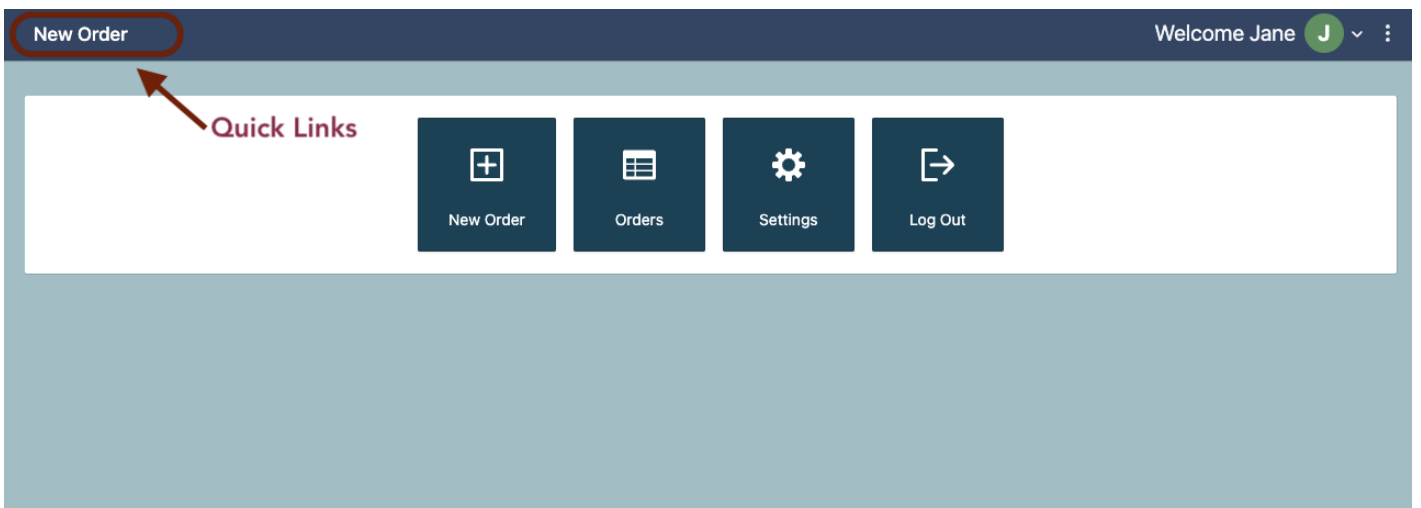 New Order
Welcome Jane J
Quick Links
New Order
Orders
Settings
Log Out